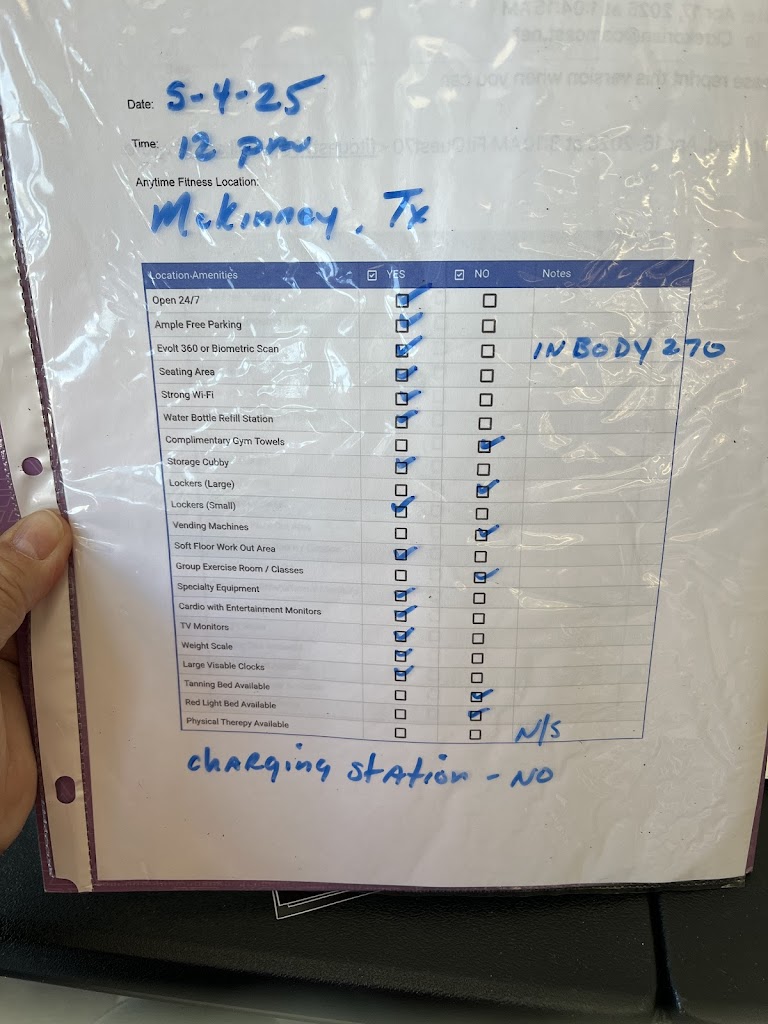 Date: 5-4-25
Time: 12 pm
Anytime Fitness Location:
McKinney, Tx
Location Amenities ☑ YES ☑ NO Notes
Open 24/7 ☑ ☐
Ample Free Parking ☑ ☐
Evolt 360 or Biometric Scan ☑ ☐ INBODY 270
Seating Area ☑ ☐
Strong Wi-Fi ☑ ☐
Water Bottle Refill Station ☑ ☐
Complimentary Gym Towels ☐ ☑
Storage Cubby ☑ ☐
Lockers (Large) ☐ ☑
Lockers (Small) ☑ ☐
Vending Machines ☐ ☑
Soft Floor Work Out Area ☑ ☐
Group Exercise Room / Classes ☐ ☑
Specialty Equipment ☑ ☐
Cardio with Entertainment Monitors ☑ ☐
TV Monitors ☑ ☐
Weight Scale ☑ ☐
Large Visable Clocks ☑ ☐
Tanning Bed Available ☐ ☑
Red Light Bed Available ☐ ☑
Physical Therepy Available ☐ ☐ N/S
charging station - NO